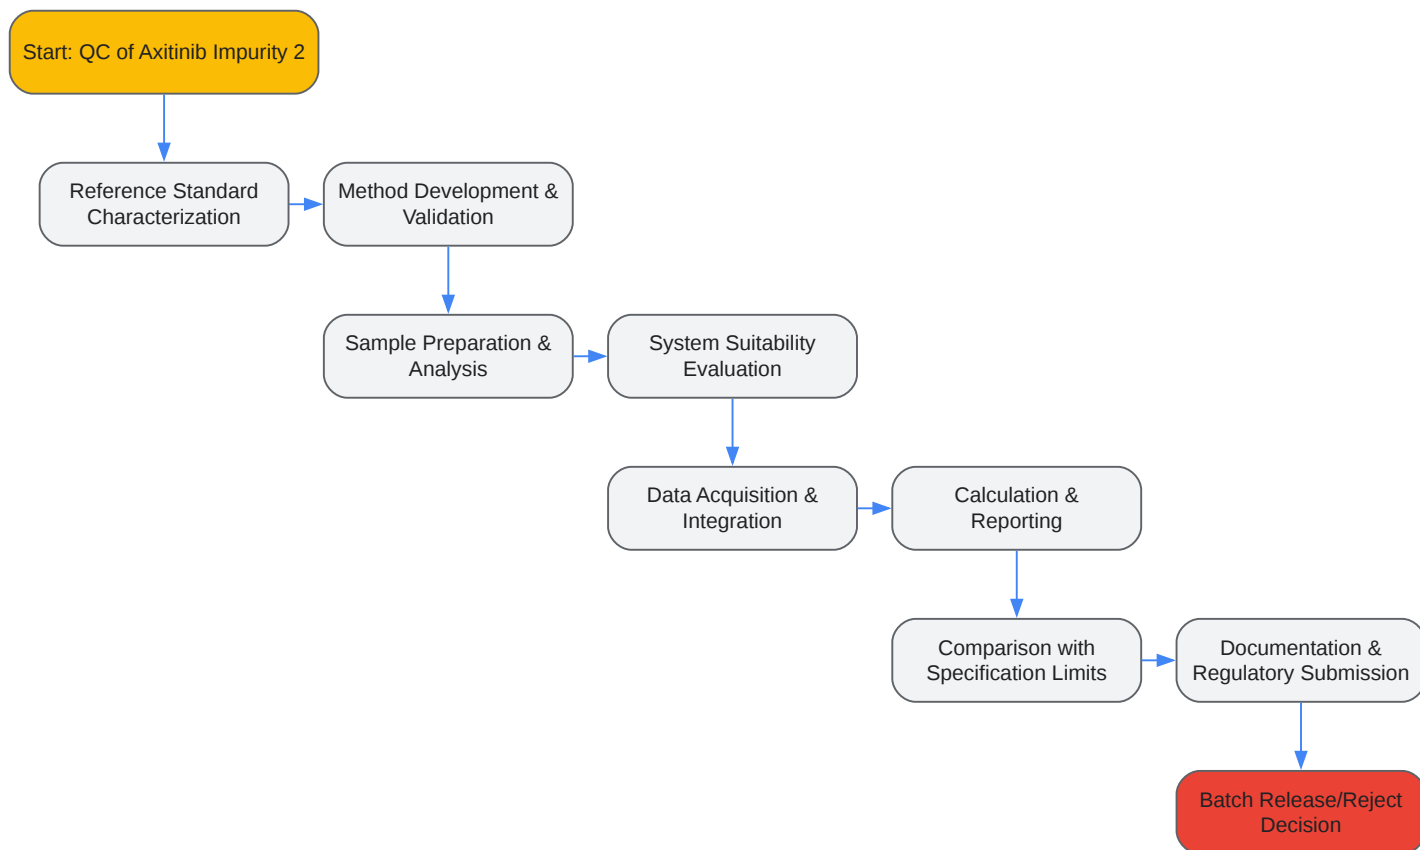 Start: QC of Axitinib Impurity 2
Reference Standard
Characterization
Method Development &
Validation
Sample Preparation &
Analysis
System Suitability
Evaluation
Data Acquisition &
Integration
Calculation &
Reporting
Comparison with
Specification Limits
Documentation &
Regulatory Submission
Batch Release/Reject
Decision